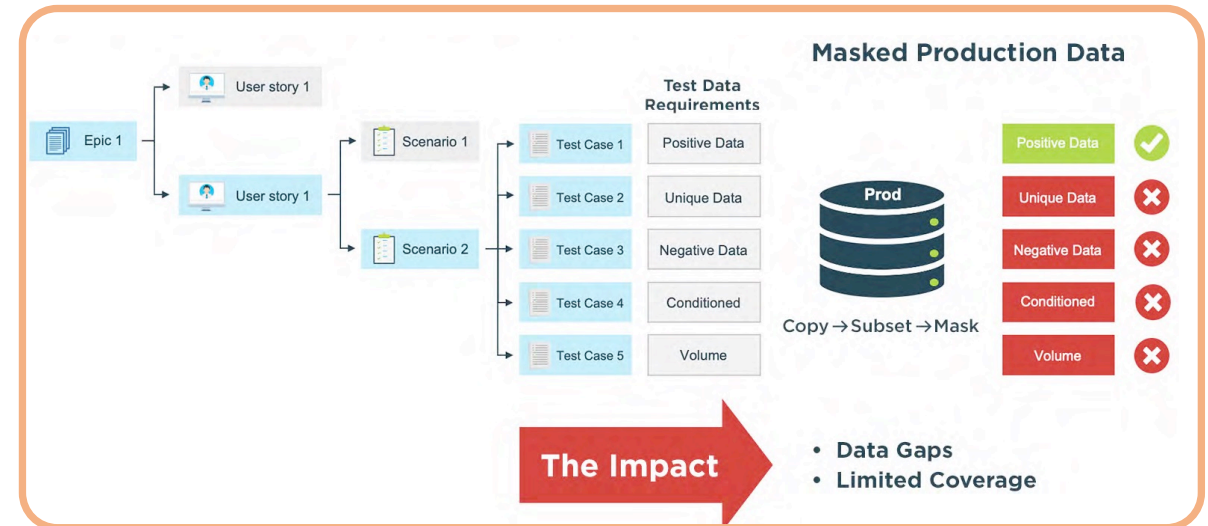 Masked Production Data
User story 1
Test Data
Requirements
Epic 1
Scenario 1
Test Case 1
Positive Data
Positive Data
User story 1
Test Case 2
Unique Data
Prod
Unique Data
Scenario 2
Test Case 3
Negative Data
Negative Data
Test Case 4
Conditioned
Conditioned
Copy→Subset→Mask
Test Case 5
Volume
Volume
The Impact
• Data Gaps
• Limited Coverage